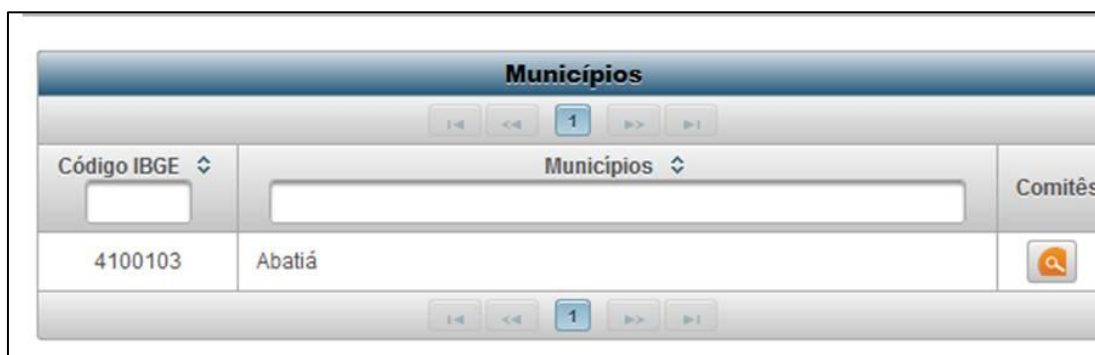 Municípios
1
Código IBGE
Municípios
Comitês
4100103
Abatiá
1